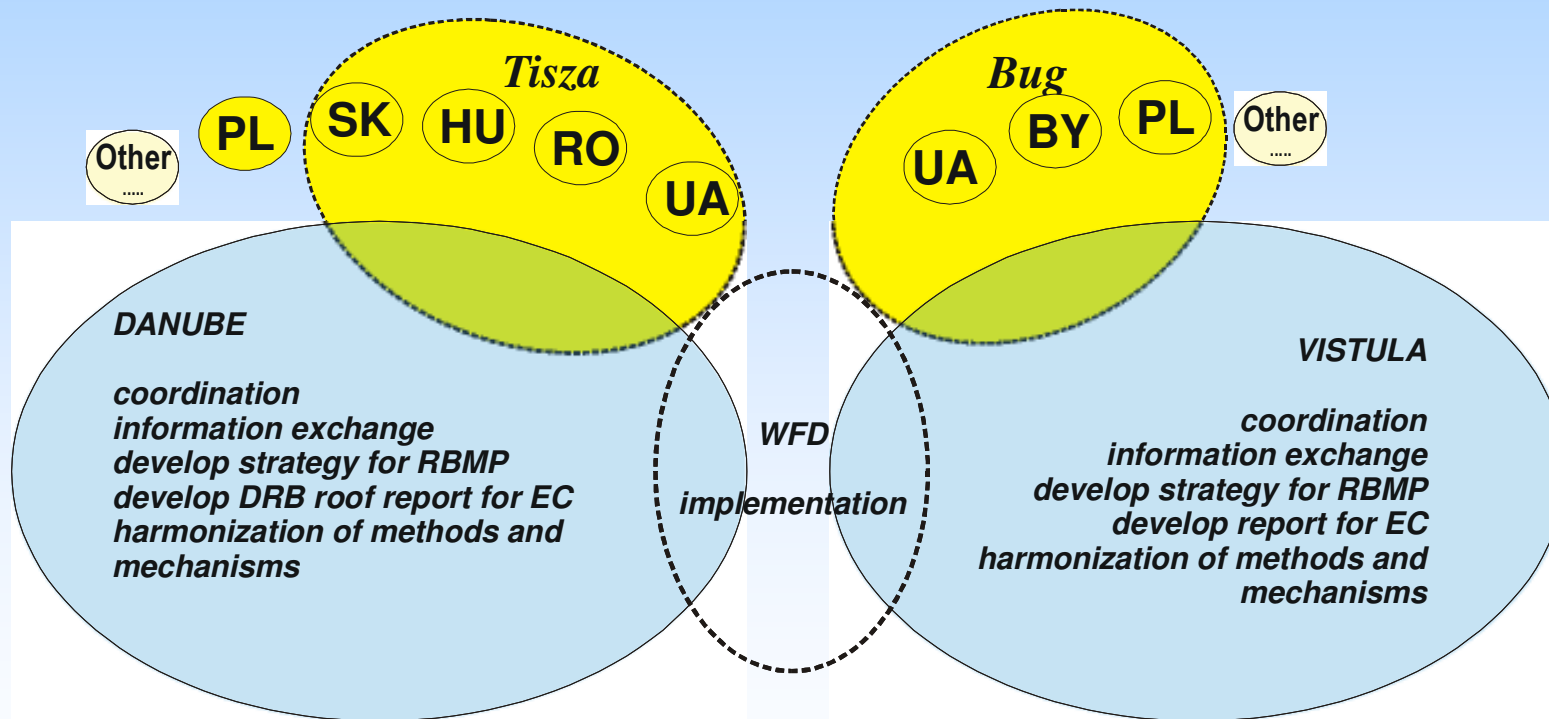 Tisza
Other
.....
PL
SK
HU
RO
UA
DANUBE
coordination
information exchange
develop strategy for RBMP
develop DRB roof report for EC
harmonization of methods and
mechanisms
WFD
implementation
Bug
UA
BY
PL
Other
.....
VISTULA
coordination
information exchange
develop strategy for RBMP
develop report for EC
harmonization of methods and
mechanisms